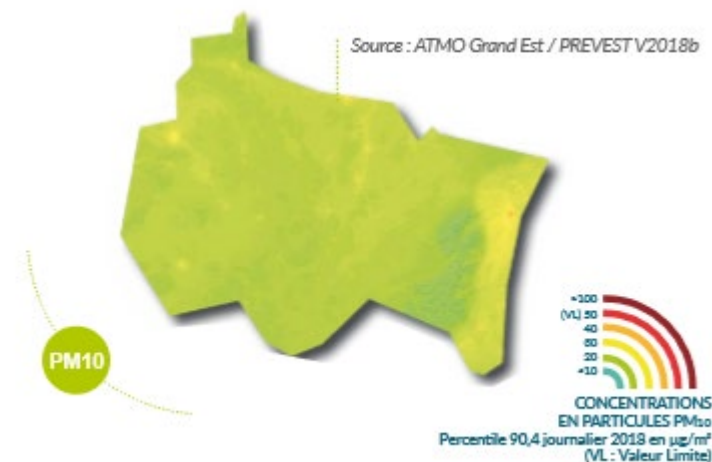 Source : ATMO Grand Est / PREVEST V2018b
PM10
>100
(VL) 50
40
30
20
<10
CONCENTRATIONS
EN PARTICULES PM10
Percentile 90,4 journalier 2018 en µg/m³
(VL : Valeur Limite)